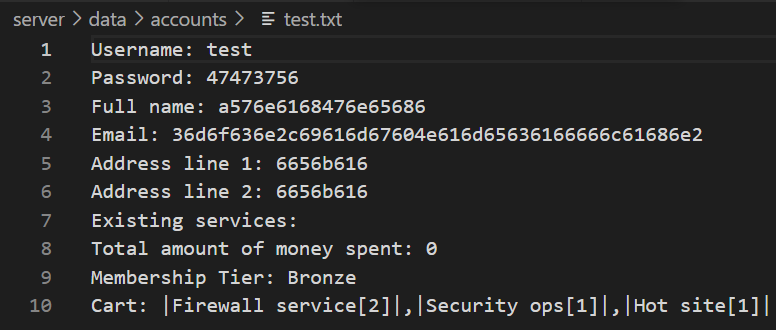 server > data > accounts > test.txt
1 Username: test
2 Password: 47473756
3 Full name: a576e6168476e65686
4 Email: 36d6f636e2c69616d67604e616d65636166666c61686e2
5 Address line 1: 6656b616
6 Address line 2: 6656b616
7 Existing services:
8 Total amount of money spent: 0
9 Membership Tier: Bronze
10 Cart: |Firewall service[2]|,|Security ops[1]|,|Hot site[1]|